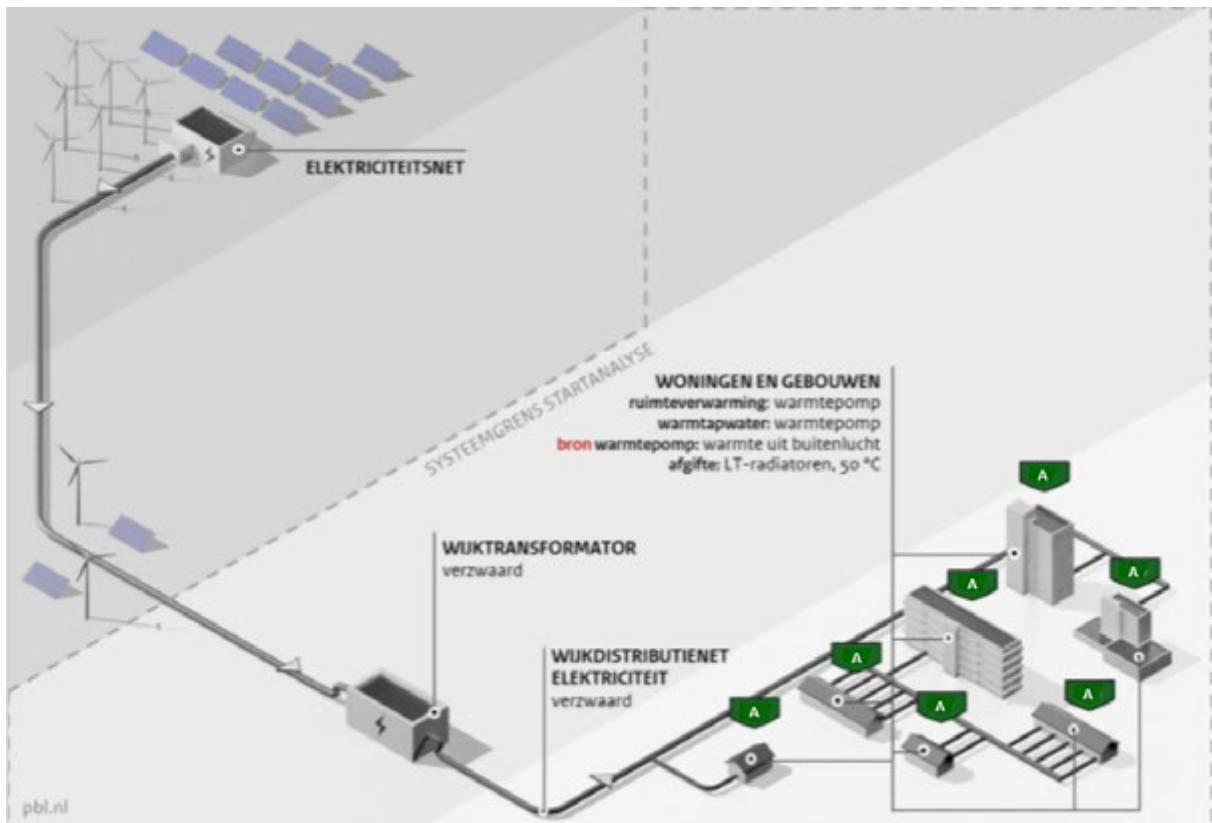 ELEKTRICITEITSNET
SYSTEEMGRENS STARTANALYSE
WONINGEN EN GEBOUWEN
ruimteverwarming: warmtepomp
warmtapwater: warmtepomp
bron warmtepomp: warmte uit buitenlucht
afgifte: LT-radiatoren, 50 °C
A
A
A
WIJKTRANSFORMATOR
verzwaard
WIJKDISTRIBUTIENET
ELEKTRICITEIT
verzwaard
A
A
A
A
pbl.nl